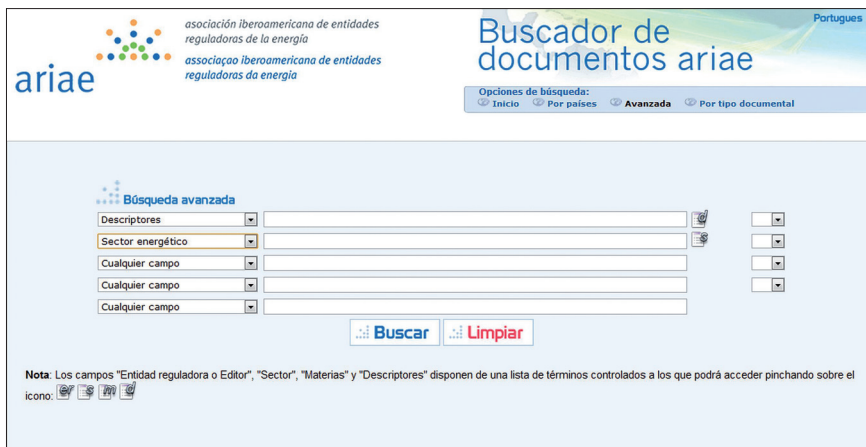 asociación iberoamericana de entidades
reguladoras de la energía
associaçao iberoamericana de entidades
reguladoras da energia
ariae
Portugues
Buscador de
documentos ariae
Opciones de búsqueda:
Inicio Por países Avanzada Por tipo documental
Búsqueda avanzada
Descriptores d
Sector energético s
Cualquier campo
Cualquier campo
Cualquier campo
Buscar Limpiar
Nota: Los campos "Entidad reguladora o Editor", "Sector", "Materias" y "Descriptores" disponen de una lista de términos controlados a los que podrá acceder pinchando sobre el
icono: er s m d